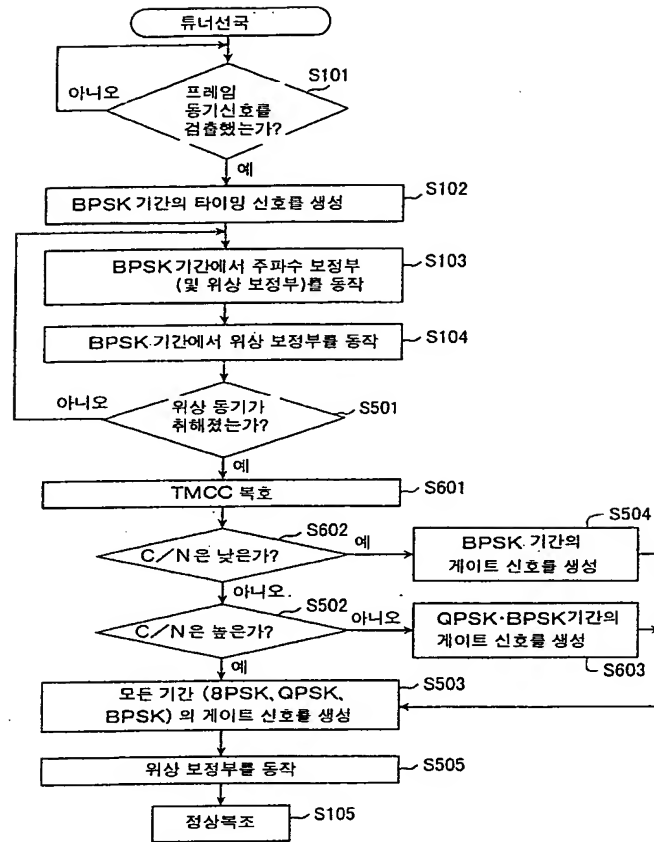 튜너선국
S101
아니오
프레임
동기신호를
검출했는가?
예
S102
BPSK 기간의 타이밍 신호를 생성
S103
BPSK 기간에서 주파수 보정부
(및 위상 보정부)를 동작
S104
BPSK 기간에서 위상 보정부를 동작
아니오
위상 동기가
취해졌는가?
S501
예
TMCC 복호
S601
S602
C/N은 낮은가?
예
S504
BPSK 기간의
게이트 신호를 생성
아니오
S502
C/N은 높은가?
아니오
QPSK·BPSK기간의
게이트 신호를 생성
S603
예
S503
모든 기간 (8PSK, QPSK,
BPSK) 의 게이트 신호를 생성
위상 보정부를 동작
S505
정상복조
S105